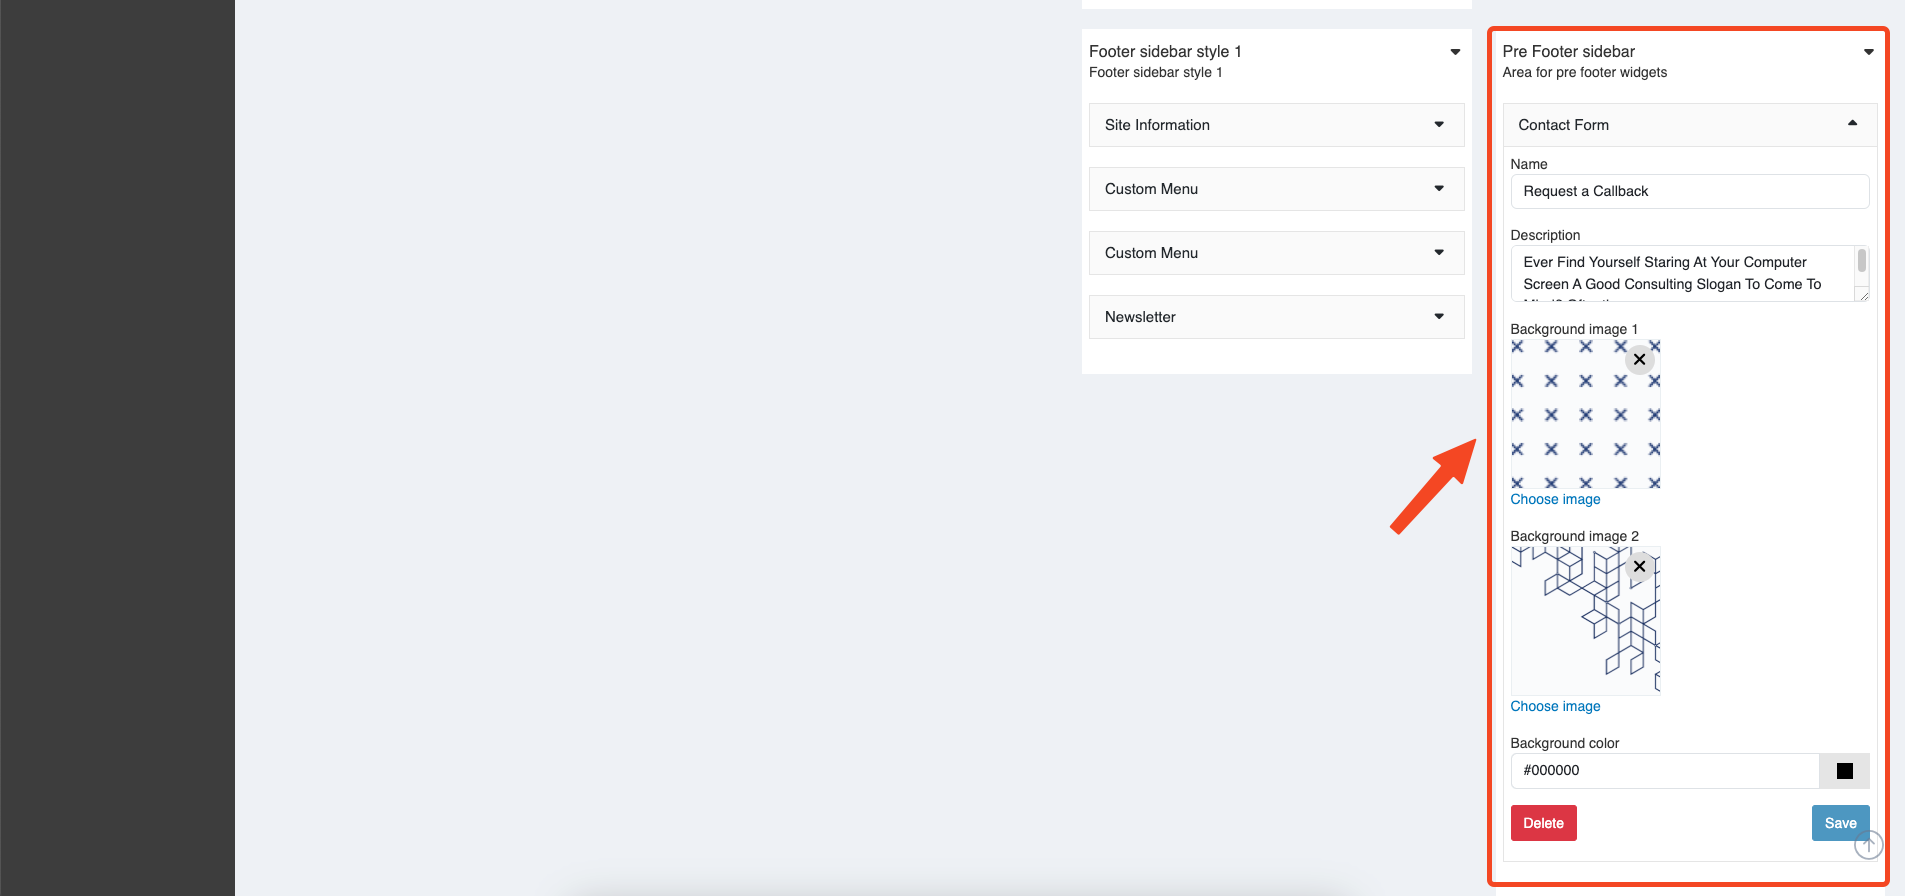 Footer sidebar style 1
Footer sidebar style 1
Site Information
Custom Menu
Custom Menu
Newsletter
Pre Footer sidebar
Area for pre footer widgets
Contact Form
Name
Request a Callback
Description
Ever Find Yourself Staring At Your Computer
Screen A Good Consulting Slogan To Come To
Background image 1
Choose image
Background image 2
Choose image
Background color
#000000
Delete
Save